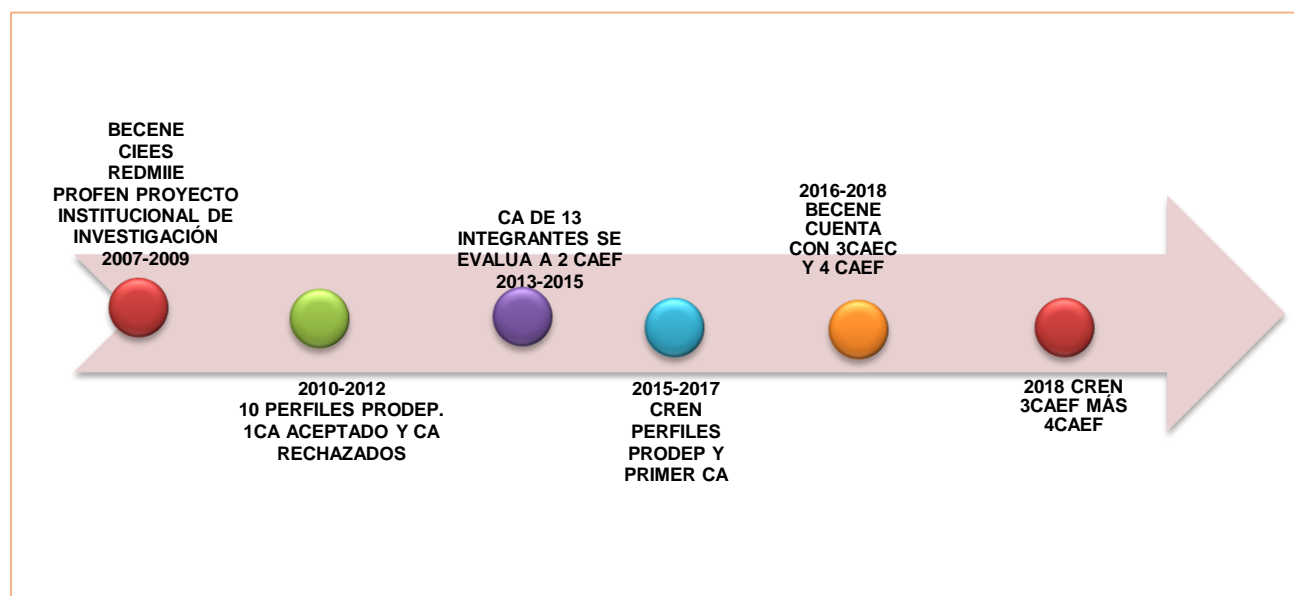 BECENE
CIEES
REDMIIE
PROFEN PROYECTO
INSTITUCIONAL DE
INVESTIGACIÓN
2007-2009
2010-2012
10 PERFILES PRODEP.
1CA ACEPTADO Y CA
RECHAZADOS
CA DE 13
INTEGRANTES SE
EVALUA A 2 CAEF
2013-2015
2015-2017
CREN
PERFILES
PRODEP Y
PRIMER CA
2016-2018
BECENE
CUENTA
CON 3CAEC
Y 4 CAEF
2018 CREN
3CAEF MÁS
4CAEF